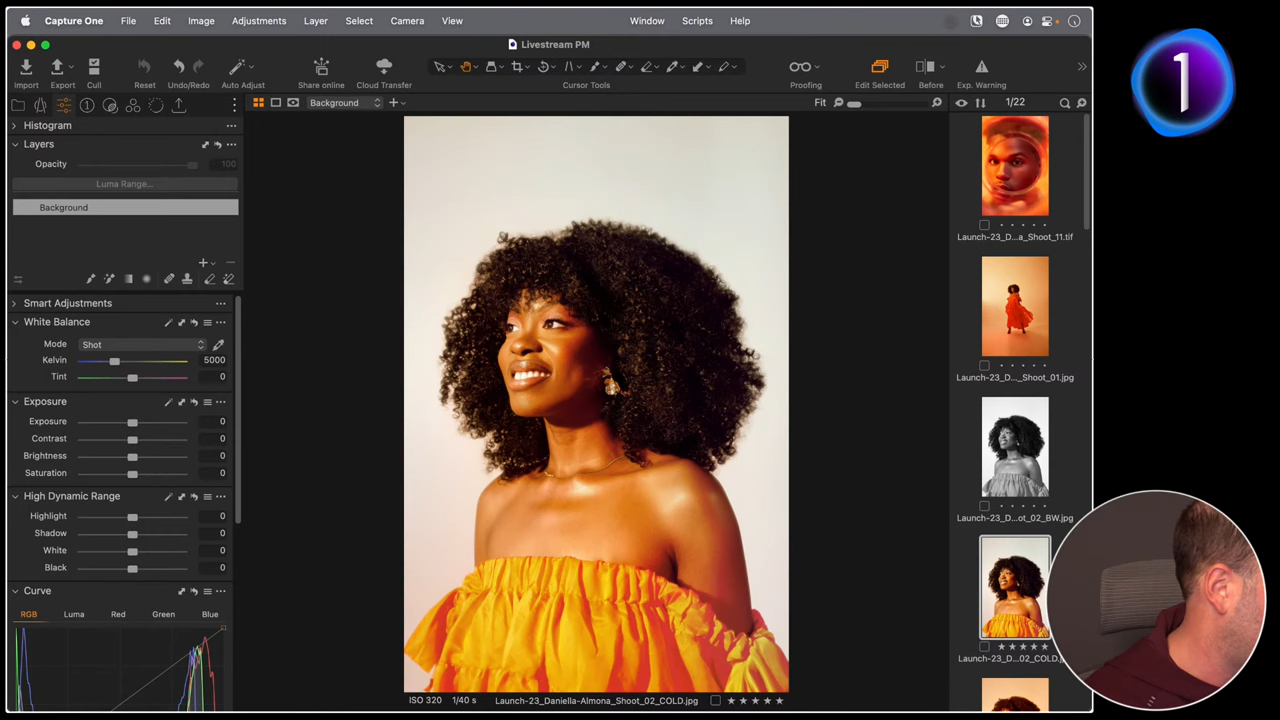 Capture One File Edit Image Adjustments Layer Select Camera View Window Scripts Help
Livestream PM
Import Export Cull Reset Undo/Redo Auto Adjust Share online Cloud Transfer Cursor Tools Proofing Edit Selected Before Exp. Warning
Background
Fit
1/22
Histogram
Layers
Opacity 100
Luma Range...
Background
Smart Adjustments
White Balance
Mode Shot
Kelvin 5000
Tint 0
Exposure
Exposure 0
Contrast 0
Brightness 0
Saturation 0
High Dynamic Range
Highlight 0
Shadow 0
White 0
Black 0
Curve
RGB Luma Red Green Blue
ISO 320 1/40 s Launch-23_Daniella-Almona_Shoot_02_COLD.jpg
Launch-23_D...a_Shoot_11.tif
Launch-23_D..._Shoot_01.jpg
Launch-23_D...ot_02_BW.jpg
Launch-23_D...02_COLD.j
1